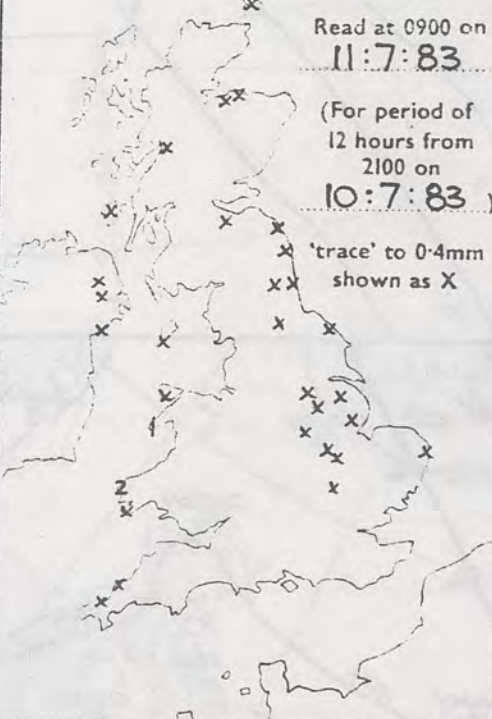 Read at 0900 on
11:7:83
(For period of
12 hours from
2100 on
10:7:83)
'trace' to 0·4mm
shown as X
X
X X
X
X
X
X
X
X
X X
X
X
X X
X
X
X
X
X
X
X
X
1
X
X
X
X
2
X
X
X
X